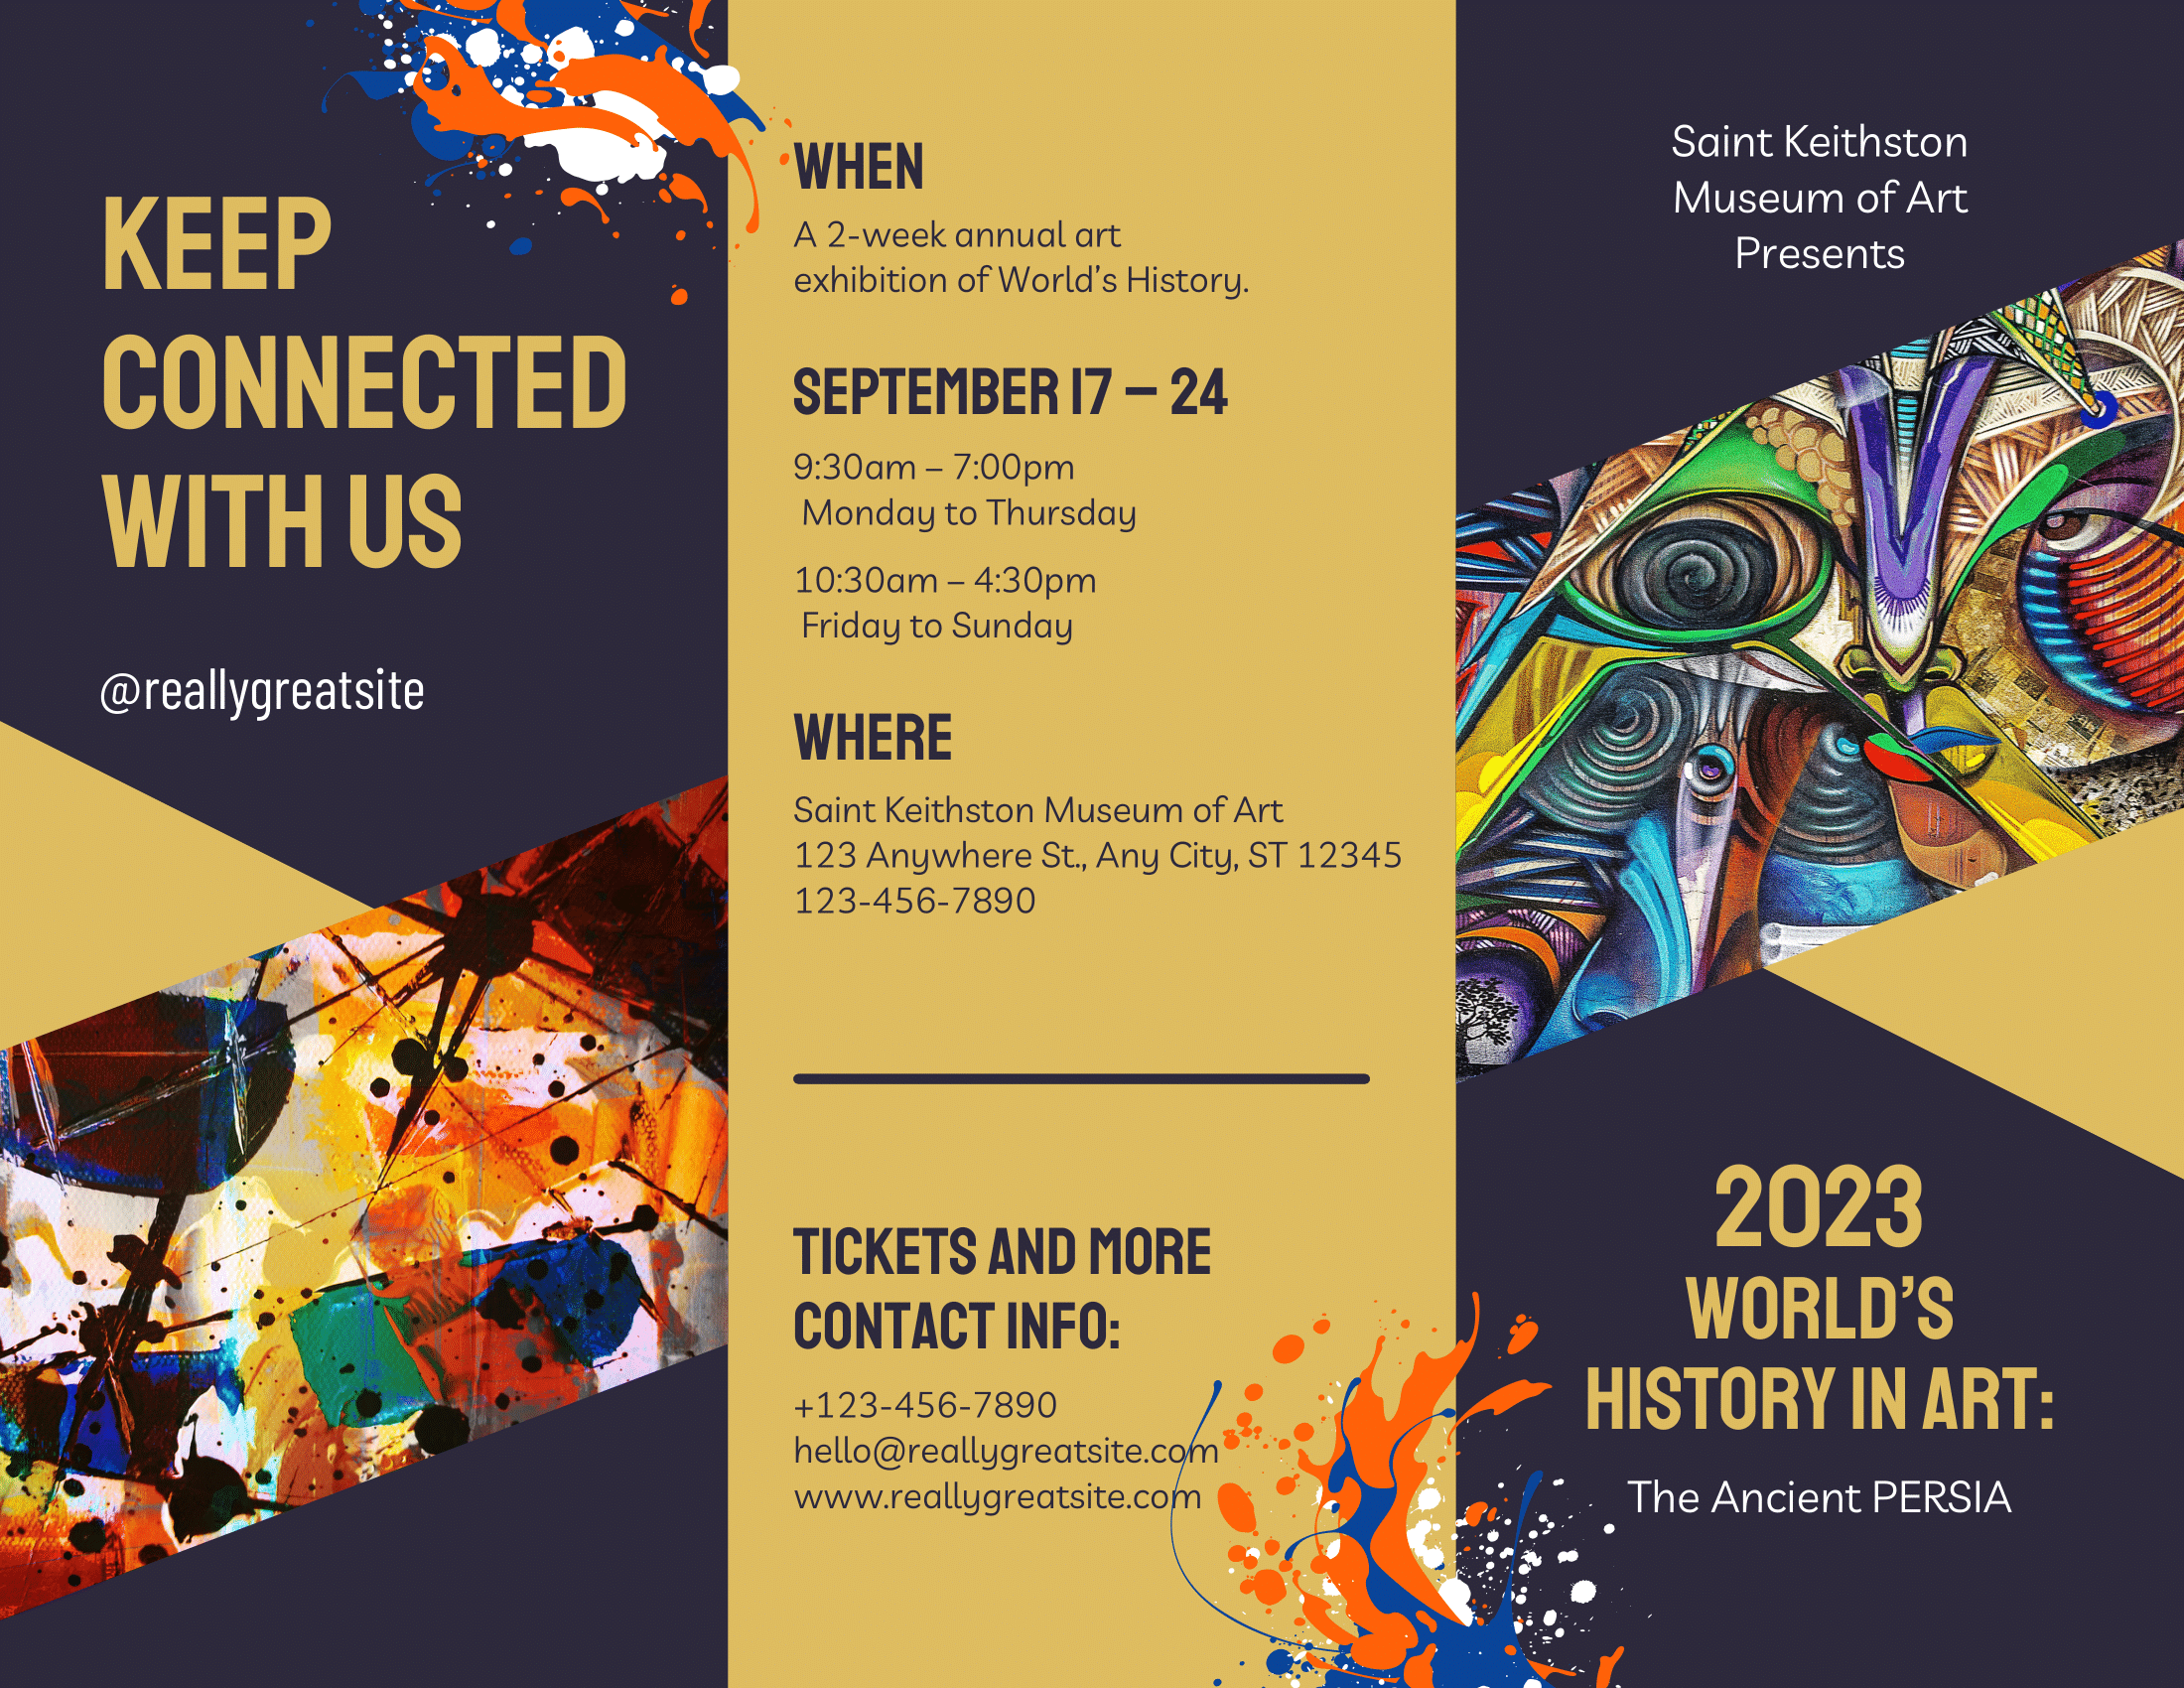 KEEP
CONNECTED
WITH US
@reallygreatsite
WHEN
A 2-week annual art
exhibition of World’s History.
SEPTEMBER 17 – 24
9:30am – 7:00pm
Monday to Thursday
10:30am – 4:30pm
Friday to Sunday
WHERE
Saint Keithston Museum of Art
123 Anywhere St., Any City, ST 12345
123-456-7890
TICKETS AND MORE
CONTACT INFO:
+123-456-7890
hello@reallygreatsite.com
www.reallygreatsite.com
Saint Keithston
Museum of Art
Presents
2023
WORLD’S
HISTORY IN ART:
The Ancient PERSIA